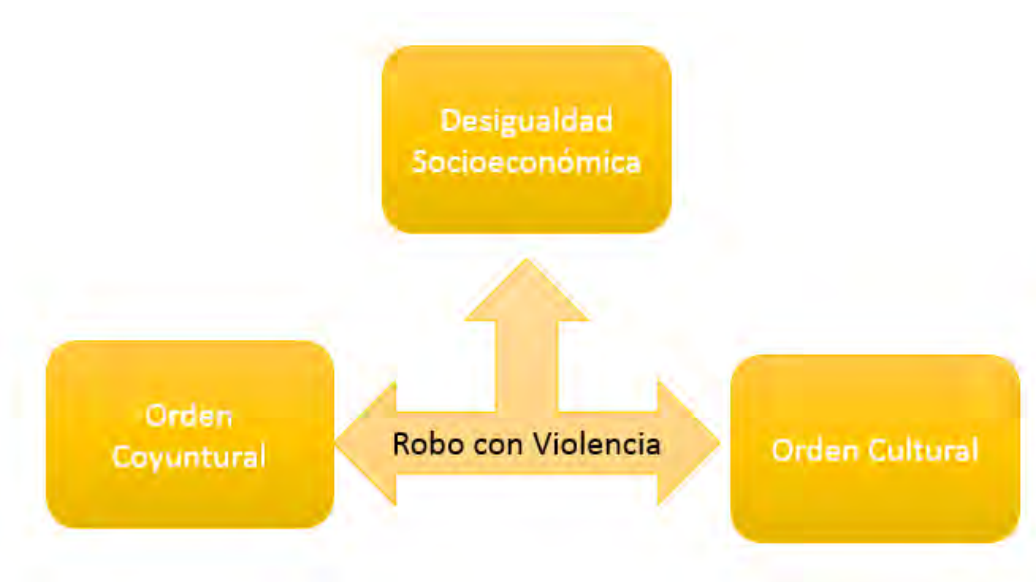 Desigualdad
Socioeconómica
Orden
Coyuntural
Robo con Violencia
Orden Cultural